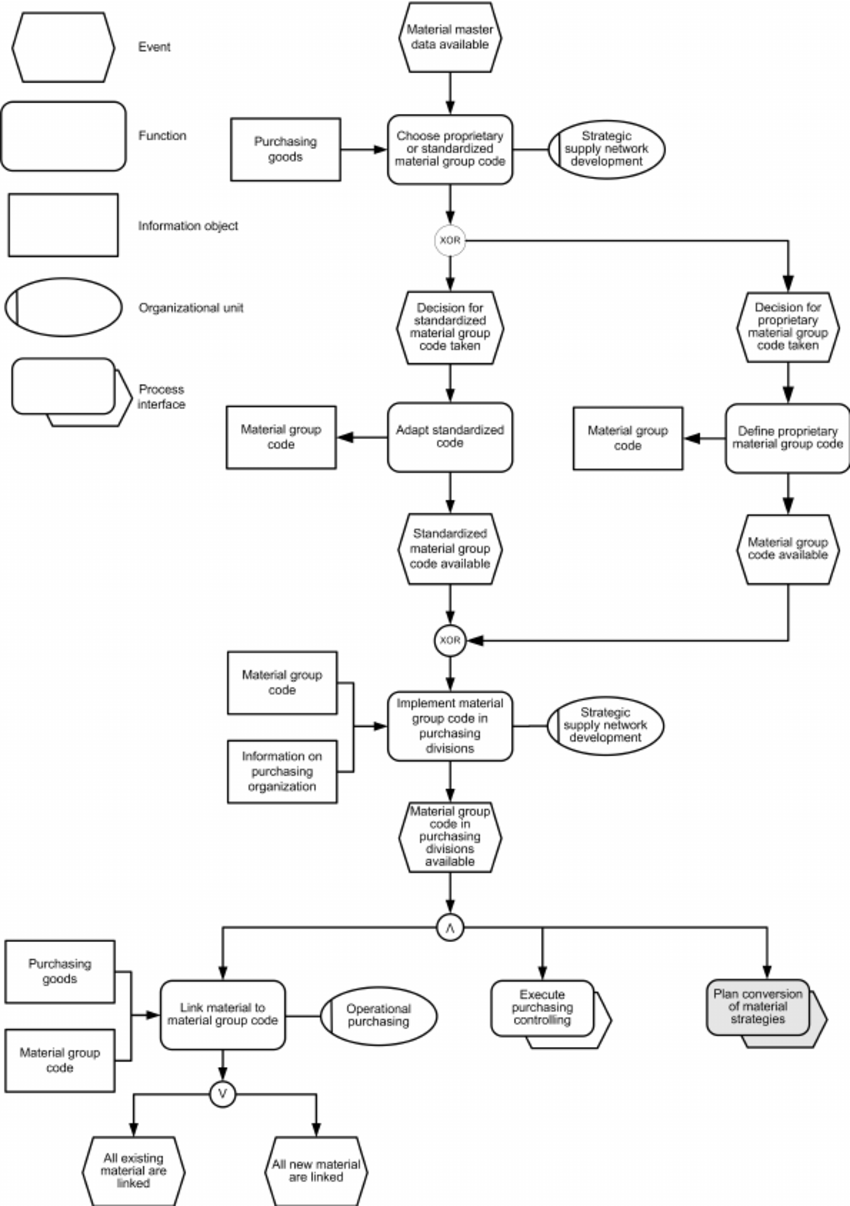 Event
Function
Information object
Organizational unit
Process
interface
Material master
data available
Purchasing
goods
Choose proprietary
or standardized
material group code
Strategic
supply network
development
XOR
Decision for
standardized
material group
code taken
Decision for
proprietary
material group
code taken
Material group
code
Adapt standardized
code
Material group
code
Define proprietary
material group code
Standardized
material group
code available
Material group
code available
XOR
Material group
code
Information on
purchasing
organization
Implement material
group code in
purchasing
divisions
Strategic
supply network
development
Material group
code in
purchasing
divisions
available
Λ
Purchasing
goods
Material group
code
Link material to
material group code
Operational
purchasing
Execute
purchasing
controlling
Plan conversion
of material
strategies
V
All existing
material are
linked
All new material
are linked